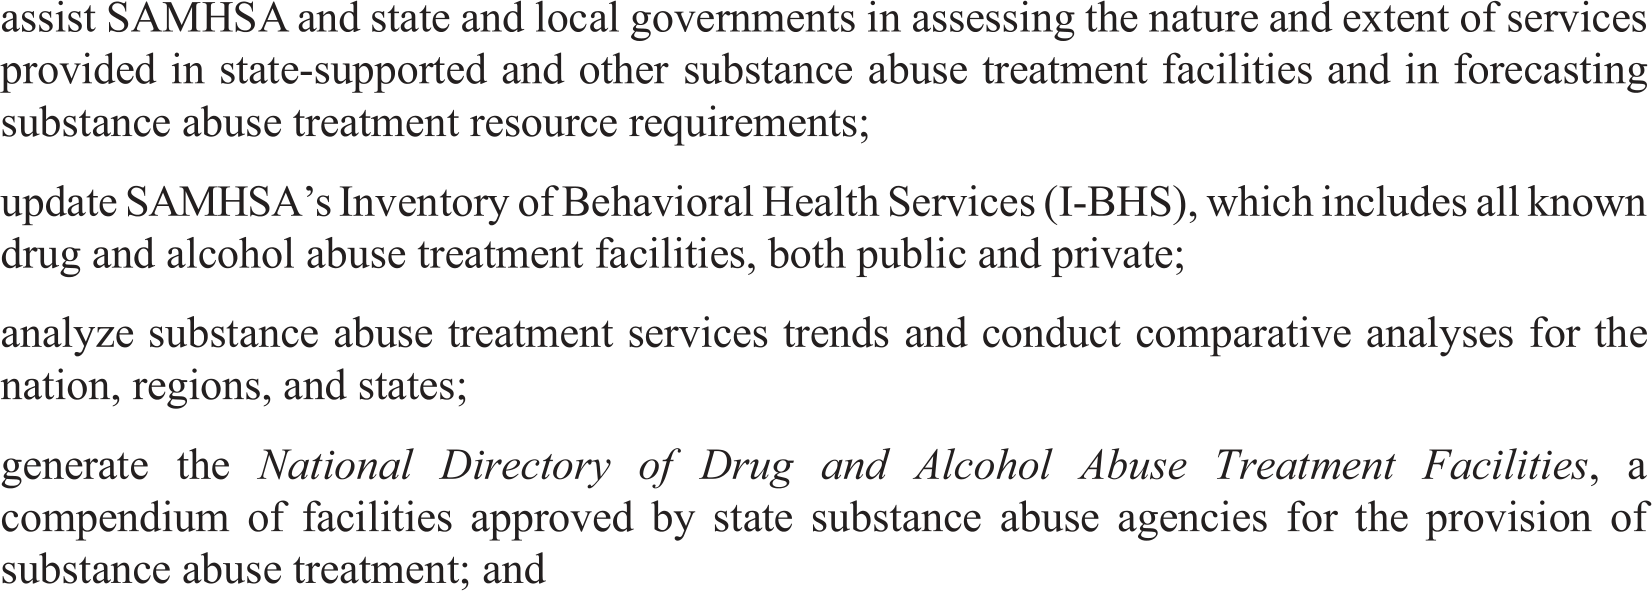 assist SAMHSA and state and local governments in assessing the nature and extent of services
provided in state-supported and other substance abuse treatment facilities and in forecasting
substance abuse treatment resource requirements;
update SAMHSA’s Inventory of Behavioral Health Services (I-BHS), which includes all known
drug and alcohol abuse treatment facilities, both public and private;
analyze substance abuse treatment services trends and conduct comparative analyses for the
nation, regions, and states;
generate the National Directory of Drug and Alcohol Abuse Treatment Facilities, a
compendium of facilities approved by state substance abuse agencies for the provision of
substance abuse treatment; and